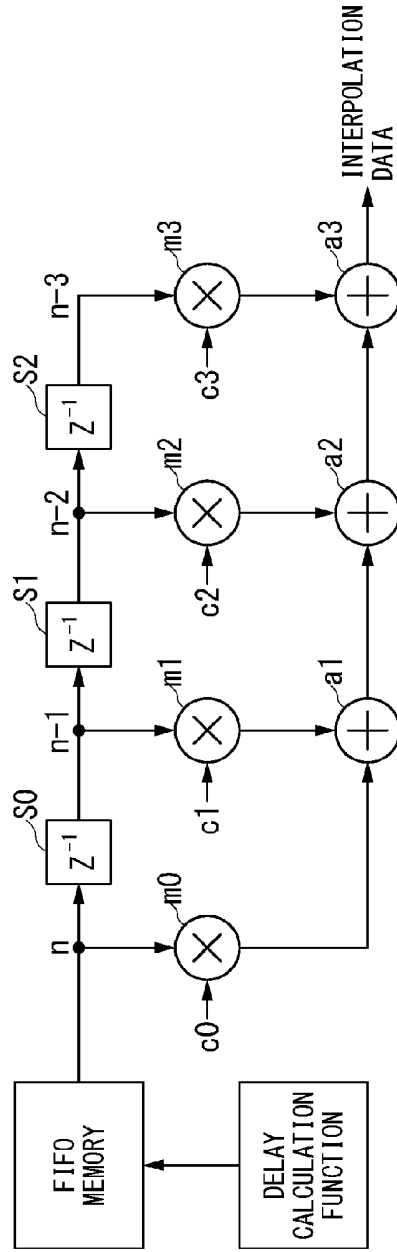 FIFO
MEMORY
DELAY
CALCULATION
FUNCTION
n
S0
Z⁻¹
n-1
S1
Z⁻¹
n-2
S2
Z⁻¹
n-3
m0
c0
m1
c1
m2
c2
m3
c3
a1
a2
a3
INTERPOLATION
DATA